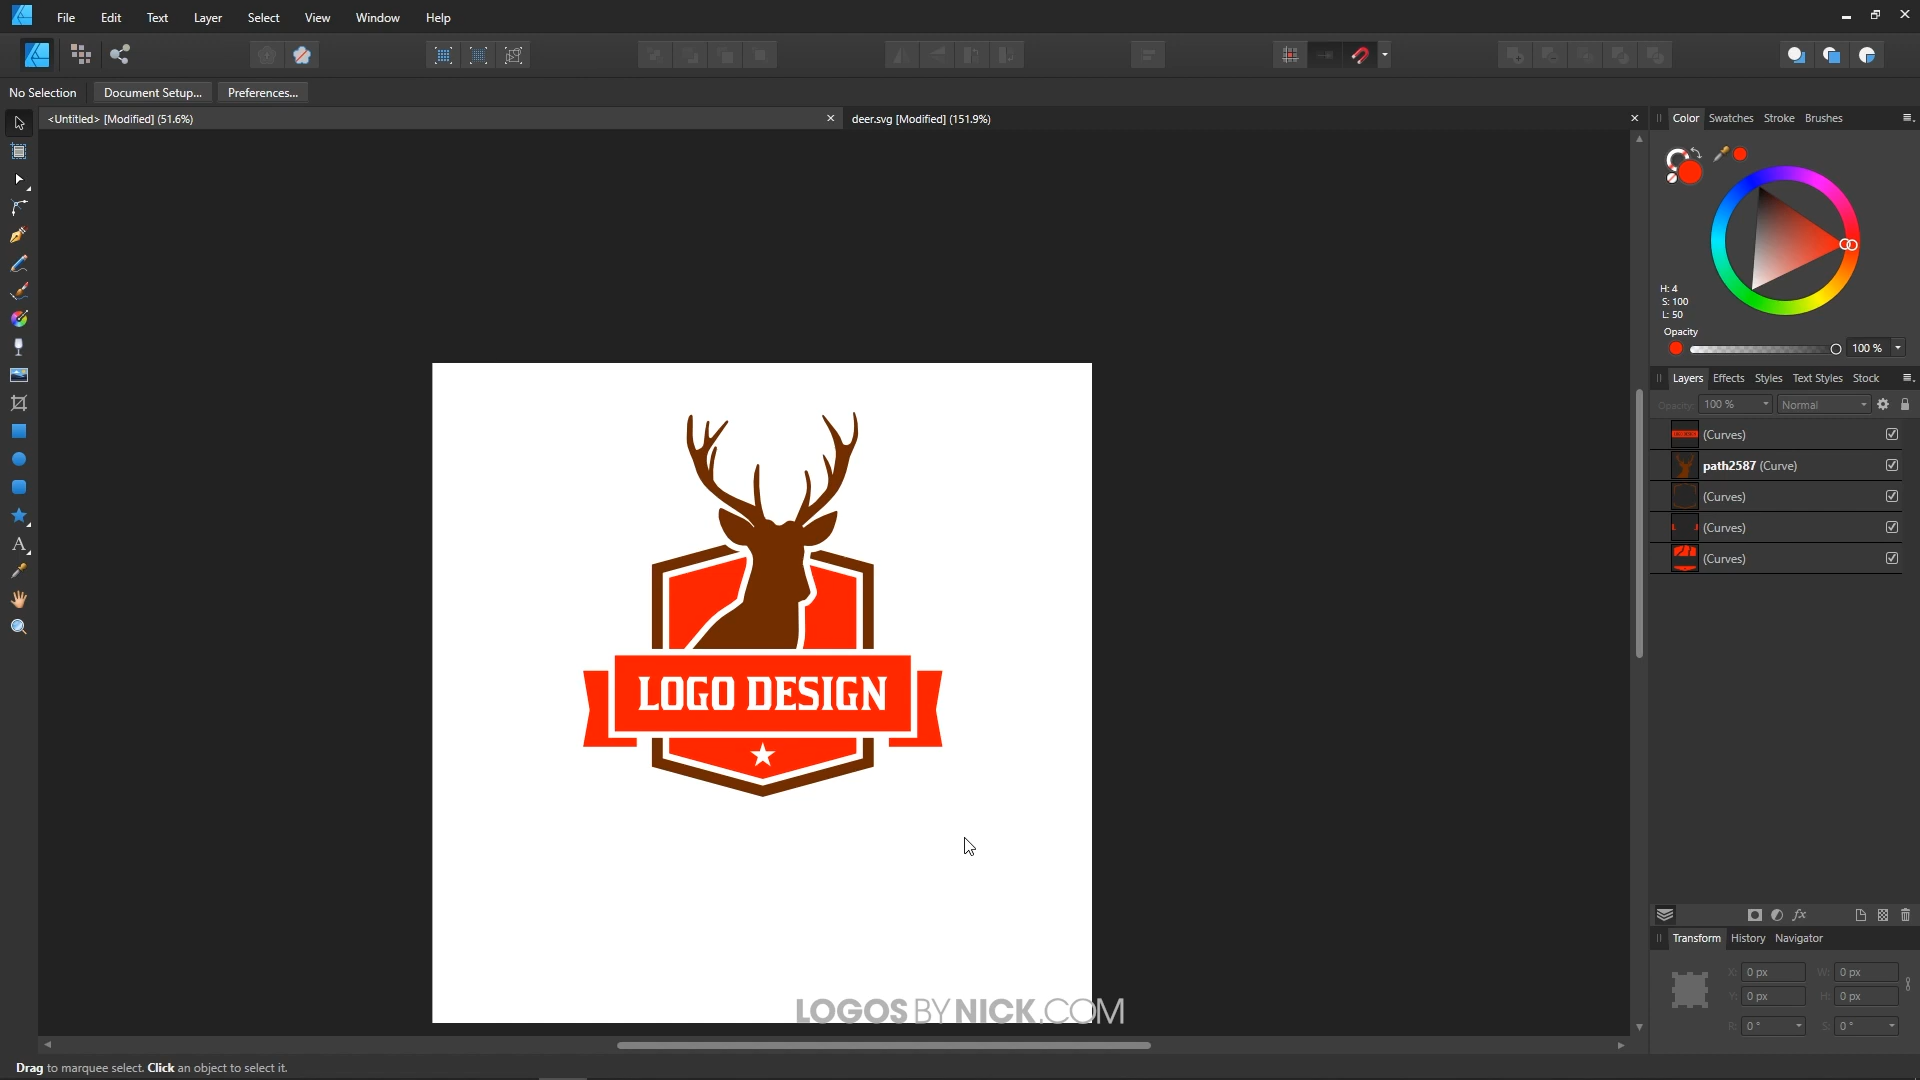 File Edit Text Layer Select View Window Help
No Selection Document Setup... Preferences...
<Untitled> [Modified] (51.6%) deer.svg [Modified] (151.9%)
Color Swatches Stroke Brushes
H: 4
S: 100
L: 50
Opacity
100 %
Layers Effects Styles Text Styles Stock
Opacity: 100 % Normal
(Curves)
path2587 (Curve)
(Curves)
(Curves)
(Curves)
LOGO DESIGN
Transform History Navigator
X: 0 px W: 0 px
Y: 0 px H: 0 px
R: 0 ° S: 0 °
LOGOSBYNICK.COM
Drag to marquee select. Click an object to select it.